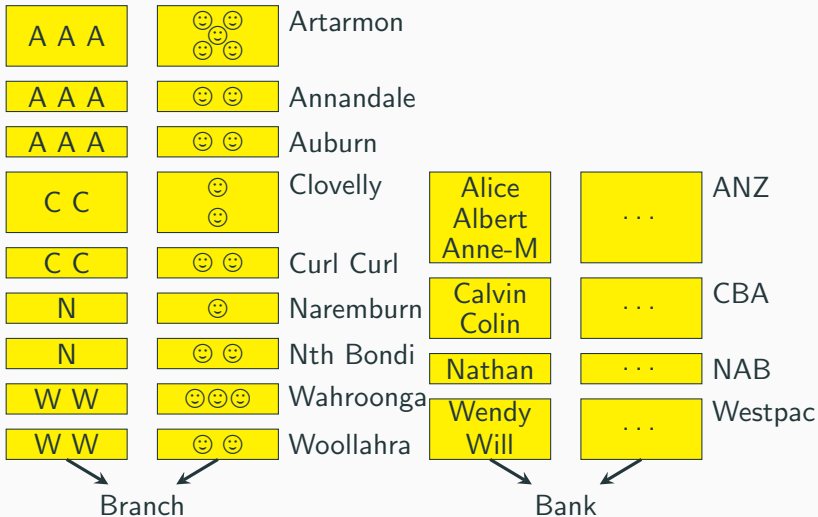 A A A ☺ ☺ ☺ ☺ ☺ Artarmon
A A A ☺ ☺ Annandale
A A A ☺ ☺ Auburn
C C ☺ ☺ Clovelly
C C ☺ ☺ Curl Curl
N ☺ Naremburn
N ☺ ☺ Nth Bondi
W W ☺☺☺ Wahroonga
W W ☺ ☺ Woollahra
Branch
Alice
Albert
Anne-M
... ANZ
Calvin
Colin
... CBA
Nathan ... NAB
Wendy
Will
... Westpac
Bank